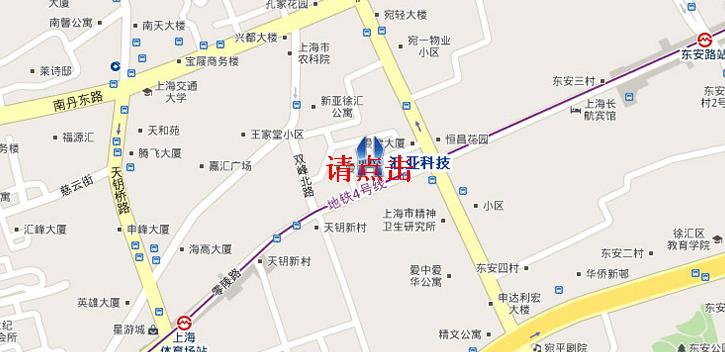 大厦
孔家花园
宛轻大楼
南馨公寓
南天大楼
兴都大楼
宛一物业
小区
上海市
农科院
宝晸商务楼
东安路站
莱诗邸
上海交通
大学
东安三村
南丹东路
新亚徐汇
公寓
上海长
航宾馆
东安
村2号
福源汇
天和苑
王家堂小区
大厦
恒昌花园
腾飞大厦
嘉汇广场
请点击
亚科技
双峰北路
慈云街
天钥桥路
地铁4号线
小区
汇峰大厦
申峰大厦
上海市精神
卫生研究所
天钥新村
徐汇区
教育学院
海高大厦
天钥新村
东安二村
零陵路
爱中爱
华公寓
东安四村
华侨新邨
英雄大厦
申达利宏
大楼
星游城
上海
体育场站
精文公寓
宛平剧院
东安公园